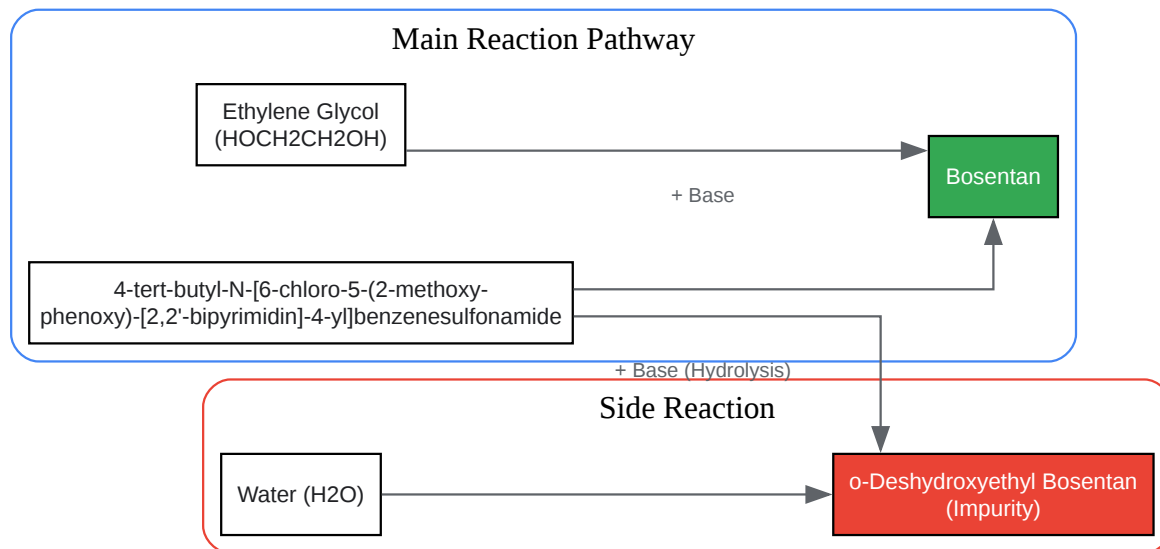 Main Reaction Pathway
Ethylene Glycol
(HOCH2CH2OH)
Bosentan
+ Base
4-tert-butyl-N-[6-chloro-5-(2-methoxy-
phenoxy)-[2,2'-bipyrimidin]-4-yl]benzenesulfonamide
+ Base (Hydrolysis)
Side Reaction
Water (H2O)
o-Deshydroxyethyl Bosentan
(Impurity)